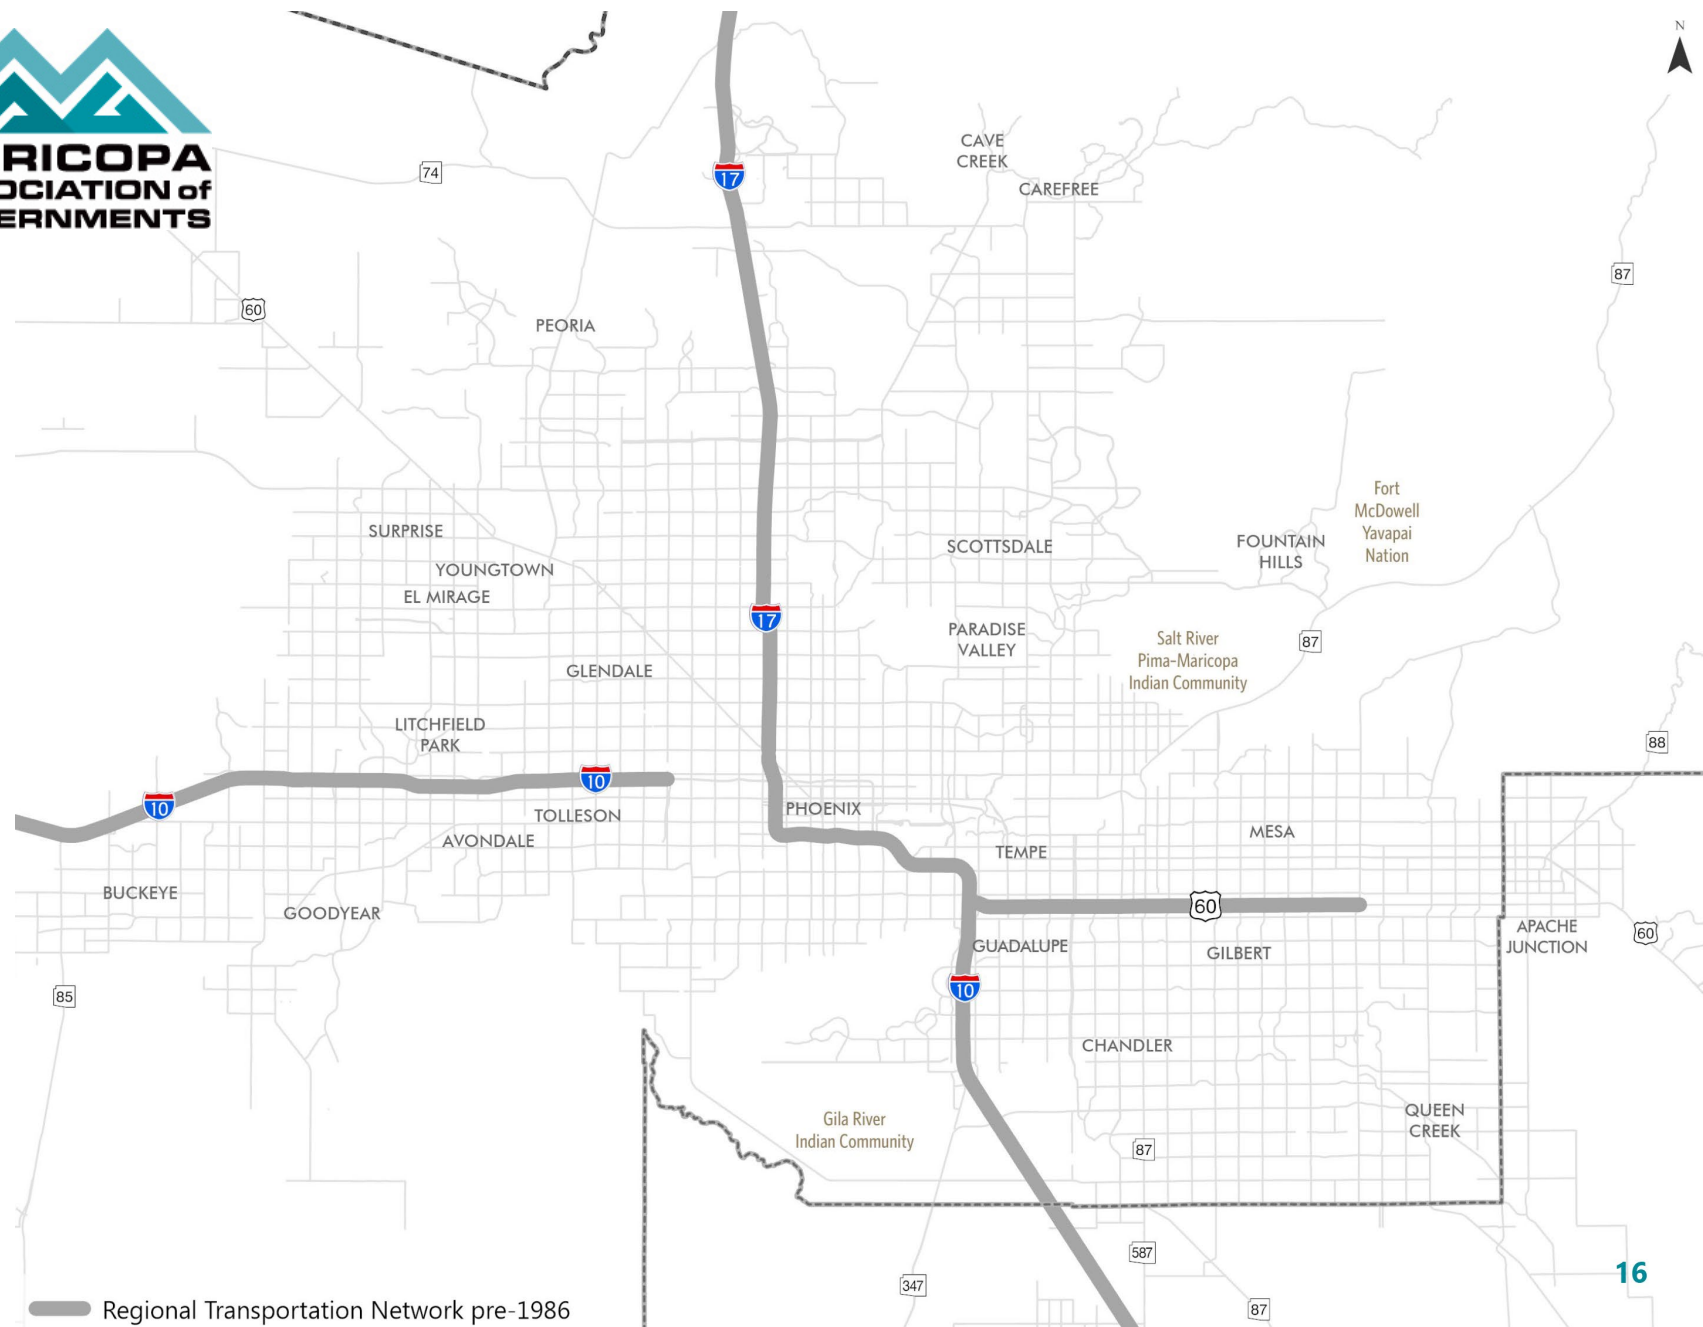 N
RICOPA
OCIATION of
ERNMENTS
74
17
CAVE
CREEK
CAREFREE
87
60
PEORIA
Fort
McDowell
Yavapai
Nation
SURPRISE
SCOTTSDALE
FOUNTAIN
HILLS
YOUNGTOWN
EL MIRAGE
17
PARADISE
VALLEY
Salt River
Pima-Maricopa
Indian Community
87
GLENDALE
LITCHFIELD
PARK
88
10
10
TOLLESON
PHOENIX
AVONDALE
MESA
TEMPE
BUCKEYE
GOODYEAR
60
GUADALUPE
GILBERT
APACHE
JUNCTION
60
85
10
CHANDLER
Gila River
Indian Community
QUEEN
CREEK
87
587
347
87
16
Regional Transportation Network pre-1986